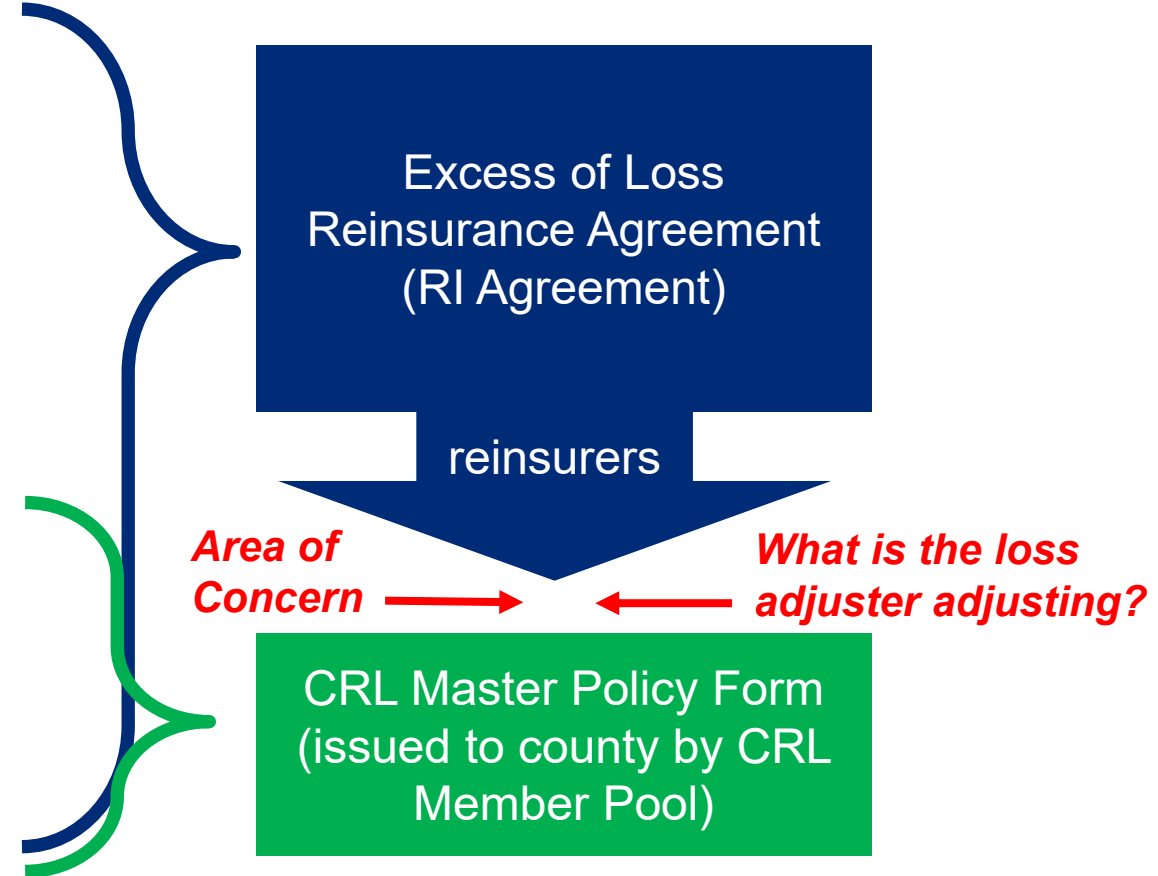 Excess of Loss
Reinsurance Agreement
(RI Agreement)
reinsurers
Area of
Concern
What is the loss
adjuster adjusting?
CRL Master Policy Form
(issued to county by CRL
Member Pool)